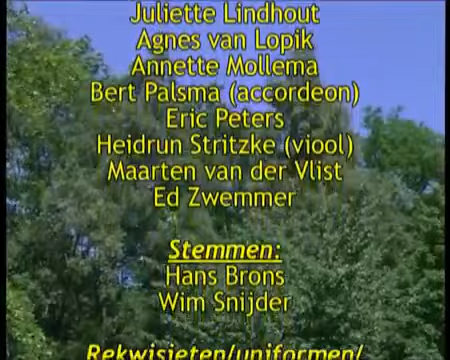 Juliette Lindhout
Agnes van Lopik
Annette Mollema
Bert Palsma (accordeon)
Eric Peters
Heidrun Stritzke (viool)
Maarten van der Vlist
Ed Zwemmer
Stemmen:
Hans Brons
Wim Snijder
Rekwisieten/uniformen/